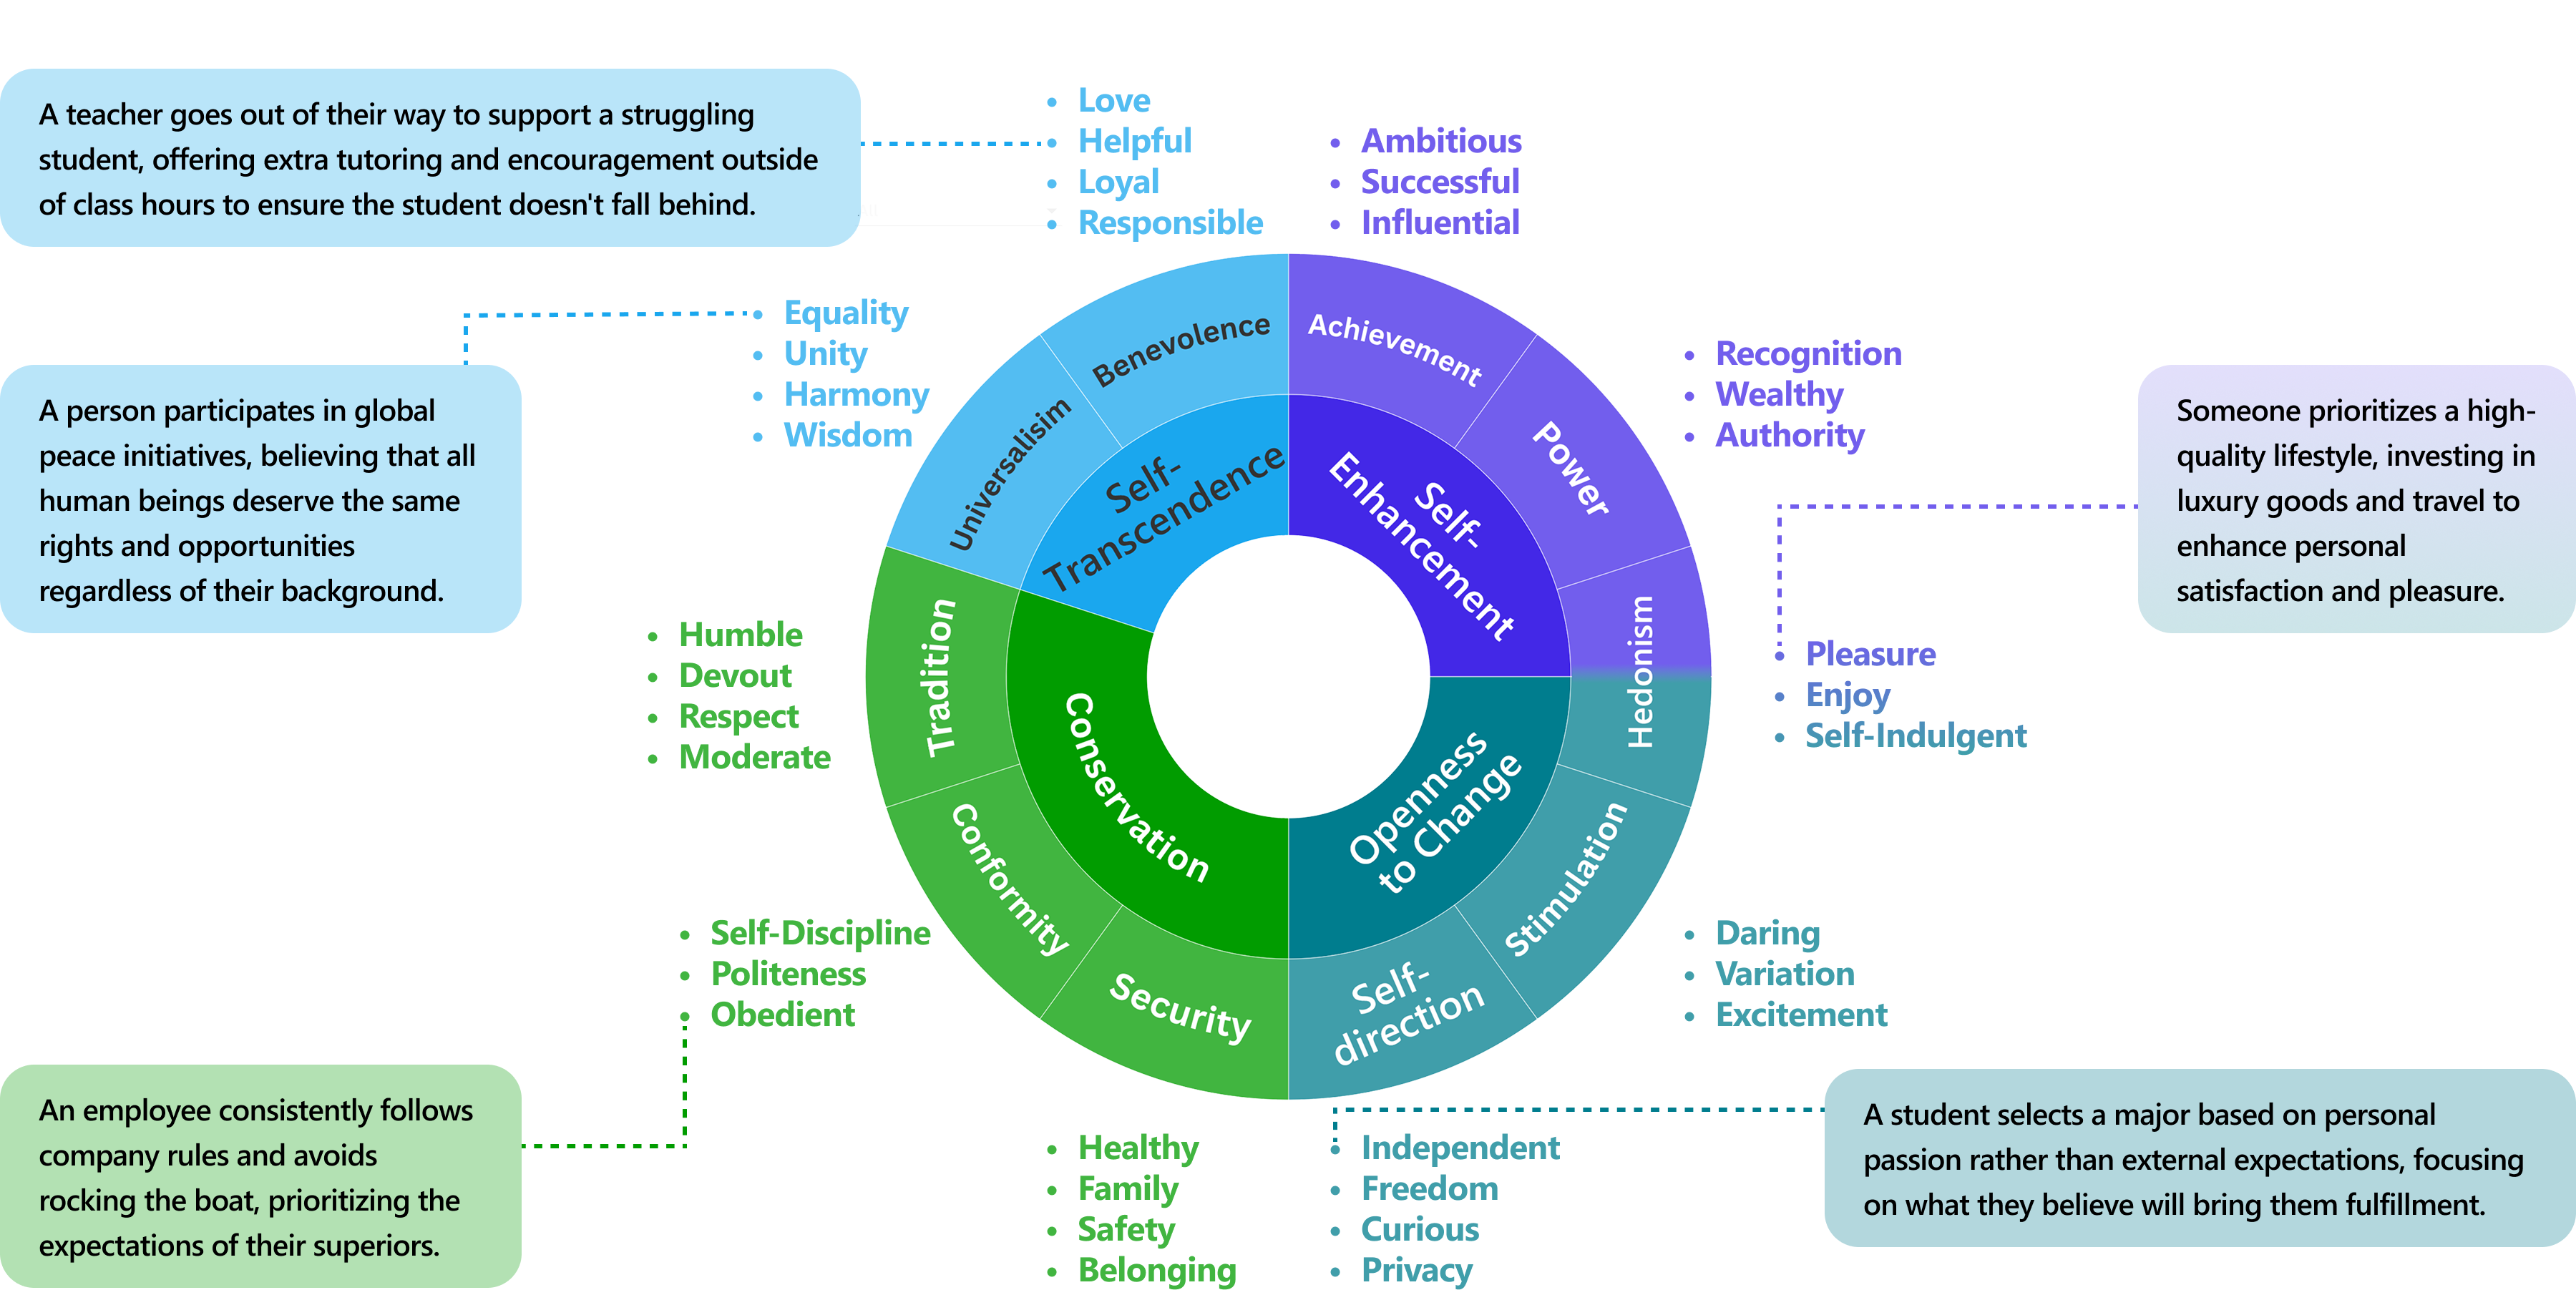 A teacher goes out of their way to support a struggling
student, offering extra tutoring and encouragement outside
of class hours to ensure the student doesn't fall behind.
Love
Helpful
Loyal
Responsible
Ambitious
Successful
Influential
Equality
Unity
Harmony
Wisdom
A person participates in global
peace initiatives, believing that all
human beings deserve the same
rights and opportunities
regardless of their background.
Benevolence
Achievement
Universalisim
Power
Self-
Transcendence
Self-
Enhancement
Recognition
Wealthy
Authority
Someone prioritizes a high-
quality lifestyle, investing in
luxury goods and travel to
enhance personal
satisfaction and pleasure.
Humble
Devout
Respect
Moderate
Tradition
Hedonism
Pleasure
Enjoy
Self-Indulgent
Conservation
Openness
to Change
Conformity
Stimulation
Security
Self-
direction
Self-Discipline
Politeness
Obedient
Daring
Variation
Excitement
An employee consistently follows
company rules and avoids
rocking the boat, prioritizing the
expectations of their superiors.
Healthy
Family
Safety
Belonging
Independent
Freedom
Curious
Privacy
A student selects a major based on personal
passion rather than external expectations, focusing
on what they believe will bring them fulfillment.